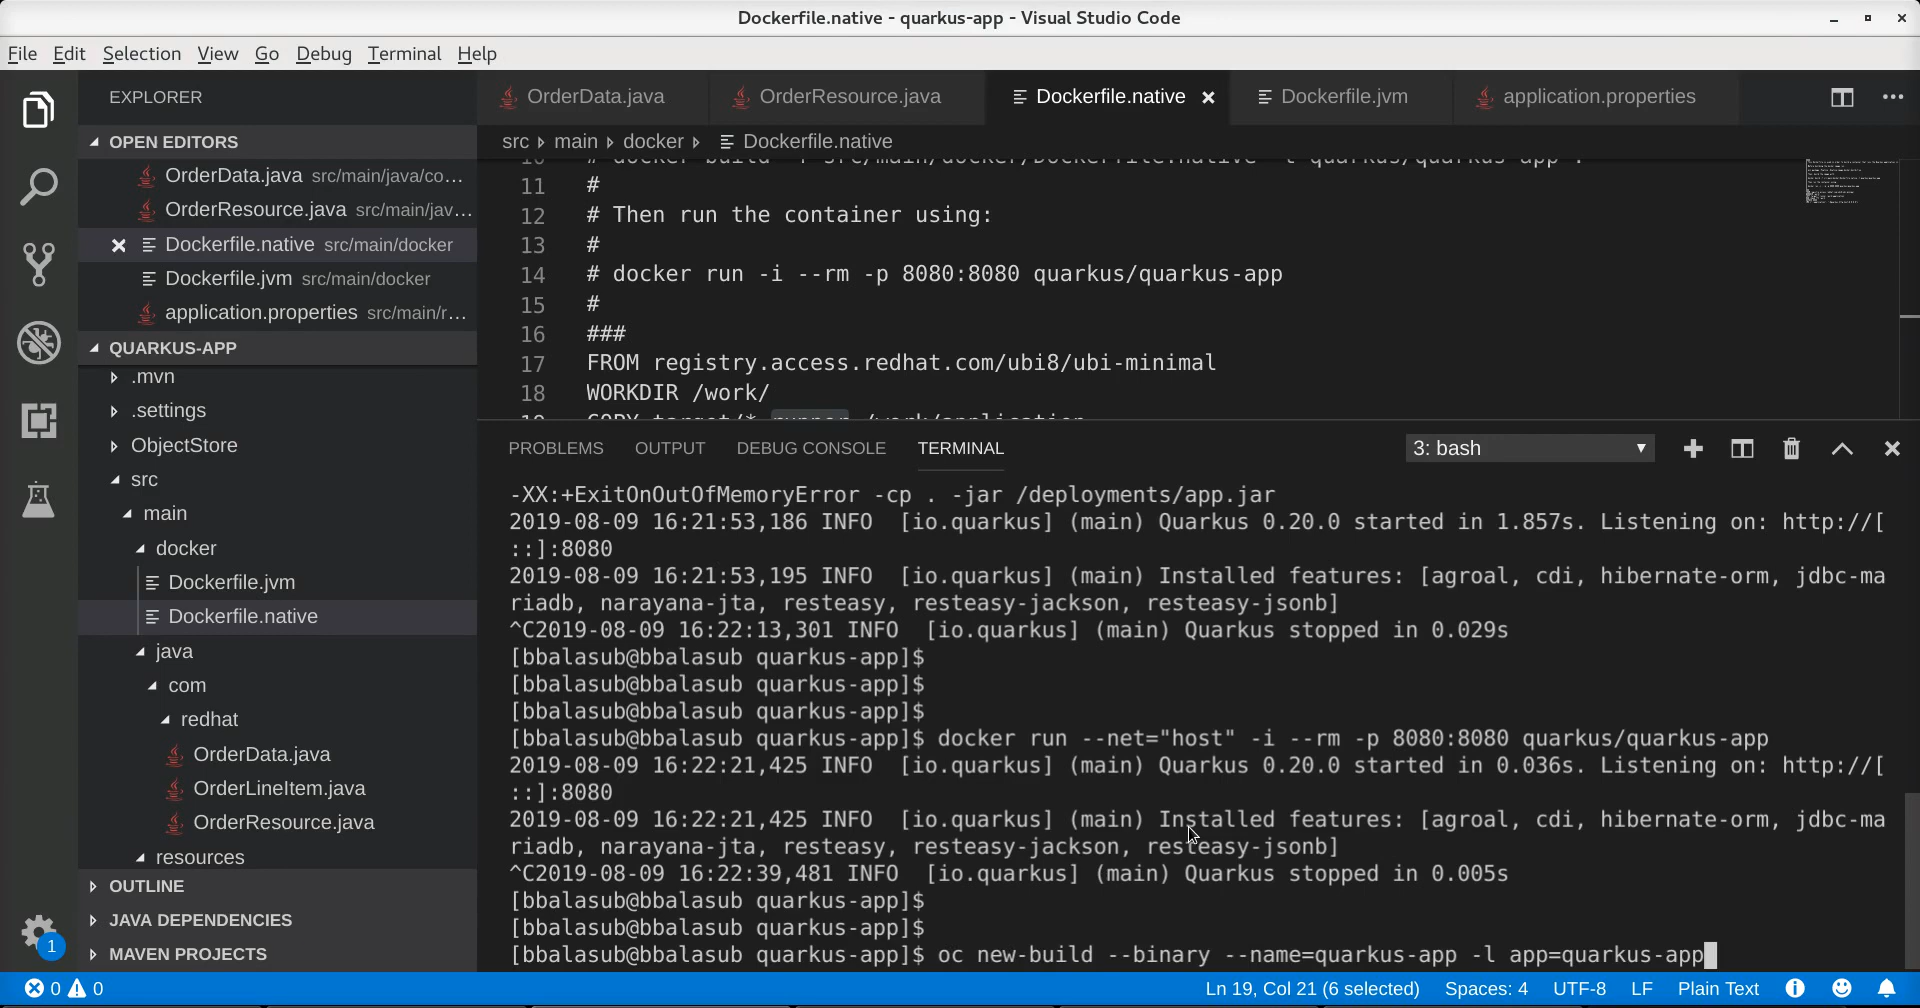 Dockerfile.native - quarkus-app - Visual Studio Code
File Edit Selection View Go Debug Terminal Help
EXPLORER
OPEN EDITORS
OrderData.java src/main/java/co...
OrderResource.java src/main/jav...
Dockerfile.native src/main/docker
Dockerfile.jvm src/main/docker
application.properties src/main/r...
QUARKUS-APP
.mvn
.settings
ObjectStore
src
main
docker
Dockerfile.jvm
Dockerfile.native
java
com
redhat
OrderData.java
OrderLineItem.java
OrderResource.java
resources
OUTLINE
JAVA DEPENDENCIES
MAVEN PROJECTS
1
OrderData.java OrderResource.java Dockerfile.native Dockerfile.jvm application.properties
src main docker Dockerfile.native
10 # docker build -f src/main/docker/Dockerfile.native -t quarkus/quarkus-app .
11 #
12 # Then run the container using:
13 #
14 # docker run -i --rm -p 8080:8080 quarkus/quarkus-app
15 #
16 ###
17 FROM registry.access.redhat.com/ubi8/ubi-minimal
18 WORKDIR /work/
19 COPY target/*-runner /work/application
PROBLEMS OUTPUT DEBUG CONSOLE TERMINAL 3: bash
-XX:+ExitOnOutOfMemoryError -cp . -jar /deployments/app.jar
2019-08-09 16:21:53,186 INFO [io.quarkus] (main) Quarkus 0.20.0 started in 1.857s. Listening on: http://[
::]:8080
2019-08-09 16:21:53,195 INFO [io.quarkus] (main) Installed features: [agroal, cdi, hibernate-orm, jdbc-ma
riadb, narayana-jta, resteasy, resteasy-jackson, resteasy-jsonb]
^C2019-08-09 16:22:13,301 INFO [io.quarkus] (main) Quarkus stopped in 0.029s
[bbalasub@bbalasub quarkus-app]$
[bbalasub@bbalasub quarkus-app]$
[bbalasub@bbalasub quarkus-app]$
[bbalasub@bbalasub quarkus-app]$ docker run --net="host" -i --rm -p 8080:8080 quarkus/quarkus-app
2019-08-09 16:22:21,425 INFO [io.quarkus] (main) Quarkus 0.20.0 started in 0.036s. Listening on: http://[
::]:8080
2019-08-09 16:22:21,425 INFO [io.quarkus] (main) Installed features: [agroal, cdi, hibernate-orm, jdbc-ma
riadb, narayana-jta, resteasy, resteasy-jackson, resteasy-jsonb]
^C2019-08-09 16:22:39,481 INFO [io.quarkus] (main) Quarkus stopped in 0.005s
[bbalasub@bbalasub quarkus-app]$
[bbalasub@bbalasub quarkus-app]$
[bbalasub@bbalasub quarkus-app]$ oc new-build --binary --name=quarkus-app -l app=quarkus-app
0 0 Ln 19, Col 21 (6 selected) Spaces: 4 UTF-8 LF Plain Text